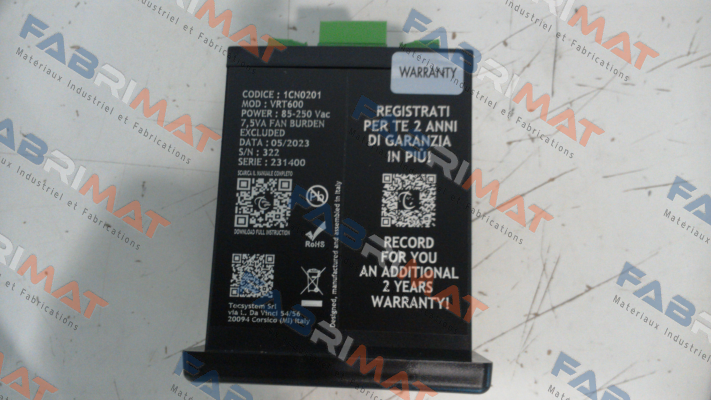 WARRANTY
CODICE : 1CN0201
MOD : VRT600
POWER : 85-250 Vac
7,5VA FAN BURDEN
EXCLUDED
DATA : 05/2023
S/N : 322
SERIE : 231400
SCARICA IL MANUALE COMPLETO
DOWNLOAD FULL INSTRUCTION
Pb
RoHS
Tecsystem Srl
via L. Da Vinci 54/56
20094 Corsico (MI) Italy
Designed, manufactured and assembled in Italy
REGISTRATI
PER TE 2 ANNI
DI GARANZIA
IN PIÙ!
RECORD
FOR YOU
AN ADDITIONAL
2 YEARS
WARRANTY!
FABRIMAT
Materiaux Industriel et Fabrications